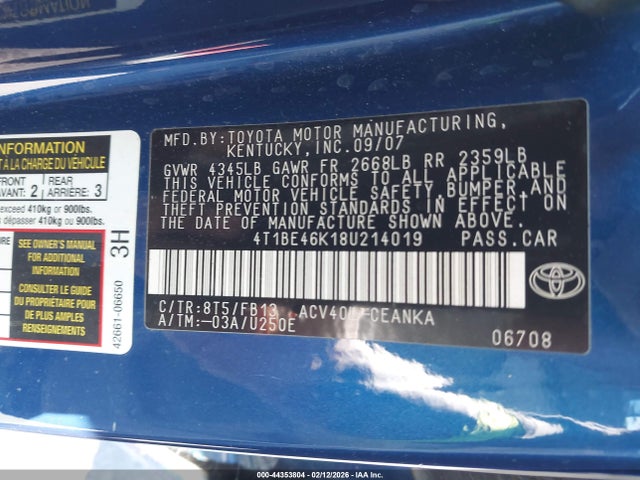 INFORMATION
À LA CHARGE DU VÉHICULE
FRONT
AVANT: 2
REAR
ARRIÈRE: 3
exceed 410kg or 900lbs.
dépasser 410kg ou 900lbs.
SEE OWNER'S MANUAL
FOR ADDITIONAL
INFORMATION
CONSULTER LE GUIDE
DU PROPRIÉTAIRE
POUR DE PLUS AMPLES
RENSEIGNEMENTS
3H
42661-06650
MFD.BY:TOYOTA MOTOR MANUFACTURING,
KENTUCKY, INC.09/07
GVWR 4345LB GAWR FR 2668LB RR 2359LB
THIS VEHICLE CONFORMS TO ALL APPLICABLE
FEDERAL MOTOR VEHICLE SAFETY, BUMPER, AND
THEFT PREVENTION STANDARDS IN EFFECT ON
THE DATE OF MANUFACTURE SHOWN ABOVE.
4T1BE46K18U214019 PASS.CAR
C/TR:8T5/FB13 ACV40L-CEANKA
A/TM:-03A/U250E
TOYOTA
06708
000-44353804 - 02/12/2026 - IAA Inc.